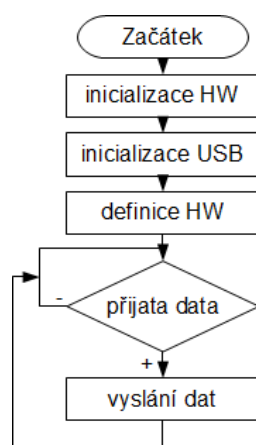 Začátek
inicializace HW
inicializace USB
definice HW
přijata data
-
+
vyslání dat